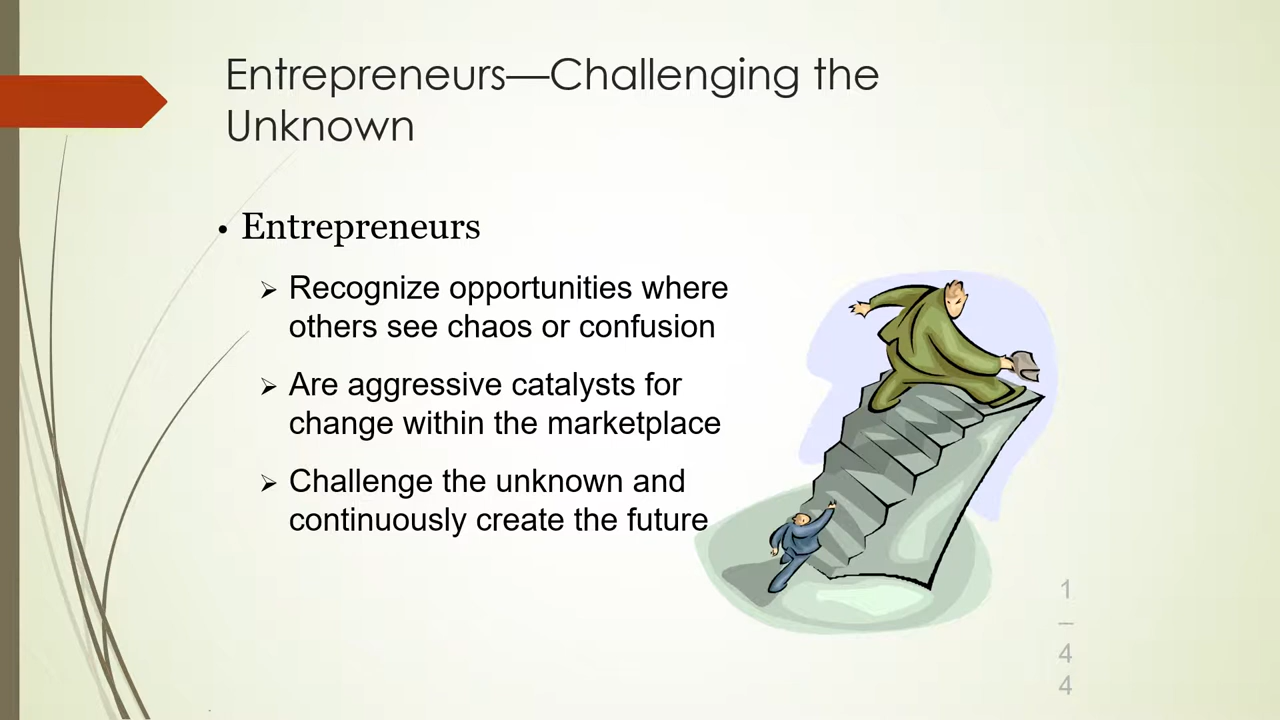 Entrepreneurs—Challenging the
Unknown
• Entrepreneurs
➢ Recognize opportunities where
others see chaos or confusion
➢ Are aggressive catalysts for
change within the marketplace
➢ Challenge the unknown and
continuously create the future
1
–
4
4